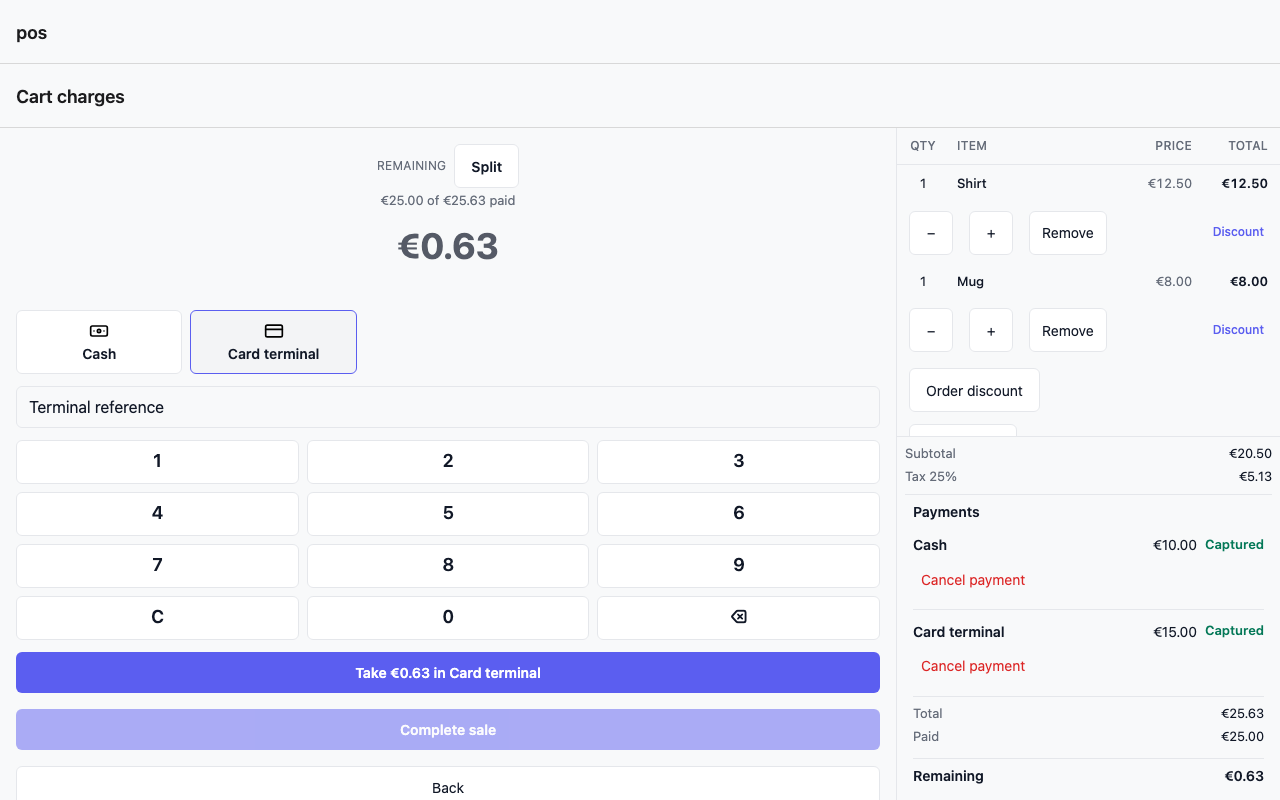 pos
Cart charges
REMAINING
Split
€25.00 of €25.63 paid
€0.63
Cash
Card terminal
Terminal reference
1
2
3
4
5
6
7
8
9
C
0
Take €0.63 in Card terminal
Complete sale
Back
QTY ITEM PRICE TOTAL
1 Shirt €12.50 €12.50
− + Remove Discount
1 Mug €8.00 €8.00
− + Remove Discount
Order discount
Subtotal €20.50
Tax 25% €5.13
Payments
Cash €10.00 Captured
Cancel payment
Card terminal €15.00 Captured
Cancel payment
Total €25.63
Paid €25.00
Remaining €0.63